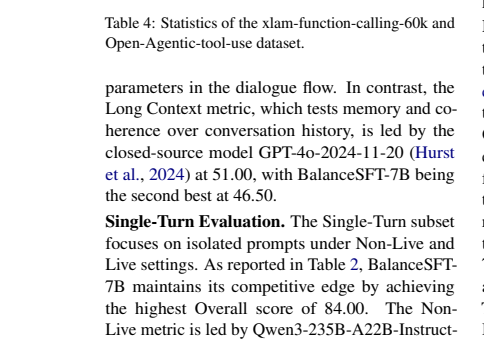 Table 4: Statistics of the xlam-function-calling-60k and
Open-Agentic-tool-use dataset.
parameters in the dialogue flow. In contrast, the
Long Context metric, which tests memory and co-
herence over conversation history, is led by the
closed-source model GPT-4o-2024-11-20 (Hurst
et al., 2024) at 51.00, with BalanceSFT-7B being
the second best at 46.50.
Single-Turn Evaluation. The Single-Turn subset
focuses on isolated prompts under Non-Live and
Live settings. As reported in Table 2, BalanceSFT-
7B maintains its competitive edge by achieving
the highest Overall score of 84.00. The Non-
Live metric is led by Qwen3-235B-A22B-Instruct-